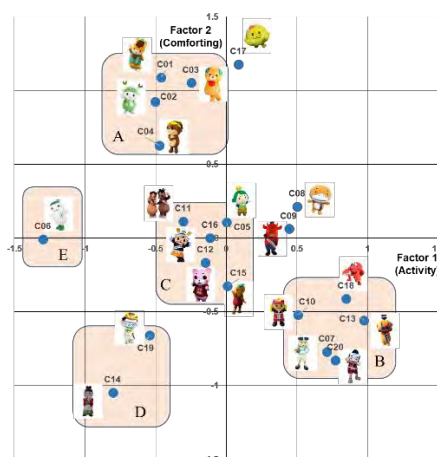 1.5
Factor 2
(Comforting)
C17
C01
C03
1
C02
C04
A
0.5
C08
C06
C11
C09
C16
C05
-1.5
-1
-0.5
0
0.5
1
C12
Factor 1
(Activity)
E
C
C15
C18
C10
C13
-0.5
C19
C07
C20
B
-1
C14
D